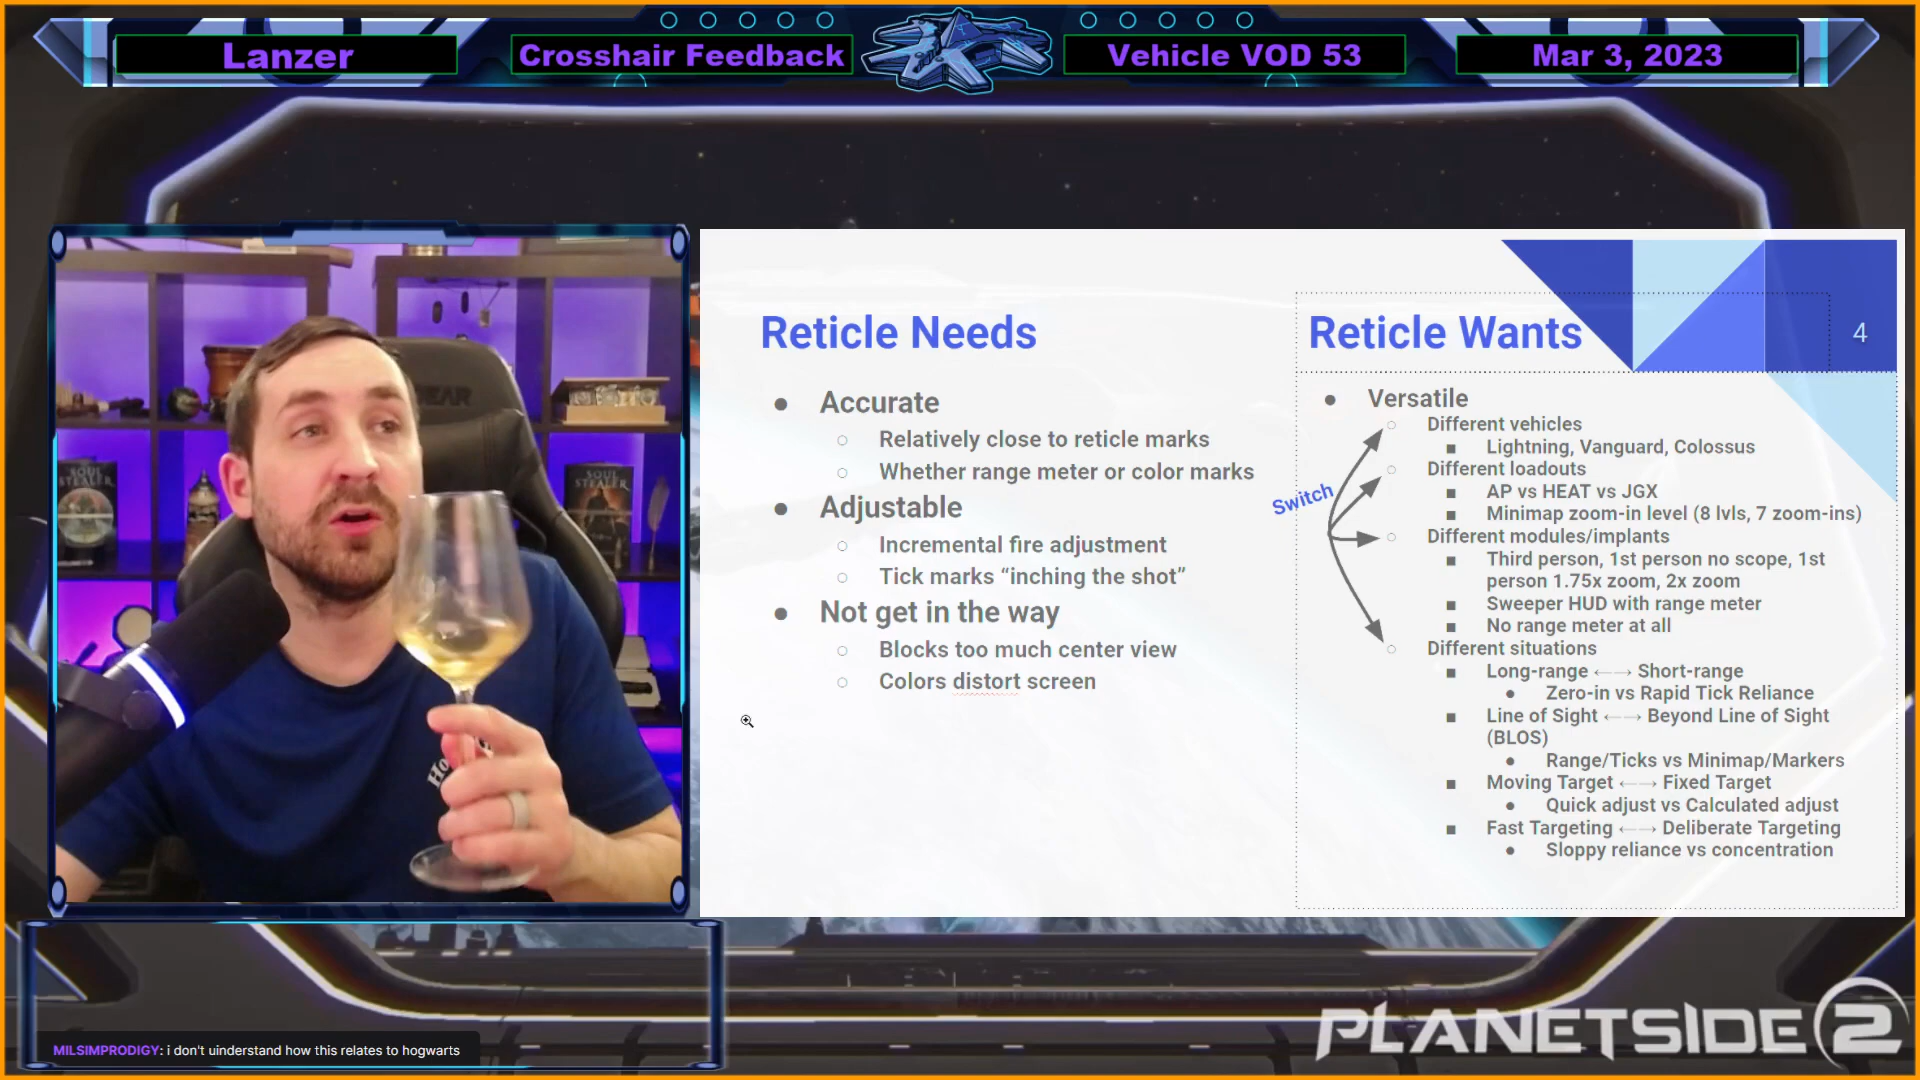 Lanzer
Crosshair Feedback
Vehicle VOD 53
Mar 3, 2023
SOUL
STEALER
SOUL
STEALER
Reticle Needs
● Accurate
○ Relatively close to reticle marks
○ Whether range meter or color marks
● Adjustable
○ Incremental fire adjustment
○ Tick marks “inching the shot”
● Not get in the way
○ Blocks too much center view
○ Colors distort screen
Reticle Wants
4
● Versatile
○ Different vehicles
■ Lightning, Vanguard, Colossus
○ Different loadouts
■ AP vs HEAT vs JGX
■ Minimap zoom-in level (8 lvls, 7 zoom-ins)
○ Different modules/implants
■ Third person, 1st person no scope, 1st
person 1.75x zoom, 2x zoom
■ Sweeper HUD with range meter
■ No range meter at all
○ Different situations
■ Long-range ←→ Short-range
● Zero-in vs Rapid Tick Reliance
■ Line of Sight ←→ Beyond Line of Sight
(BLOS)
● Range/Ticks vs Minimap/Markers
■ Moving Target ←→ Fixed Target
● Quick adjust vs Calculated adjust
■ Fast Targeting ←→ Deliberate Targeting
● Sloppy reliance vs concentration
Switch
MILSIMPRODIGY: i don't uinderstand how this relates to hogwarts
PLANETSIDE 2